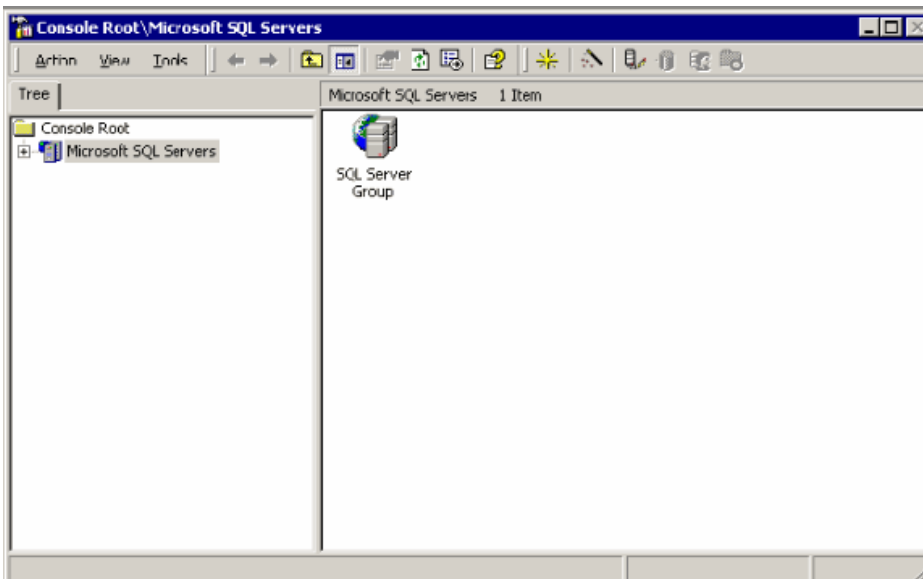 Console Root\Microsoft SQL Servers
Action View Tools
Tree
Microsoft SQL Servers 1 Item
Console Root
Microsoft SQL Servers
SQL Server
Group